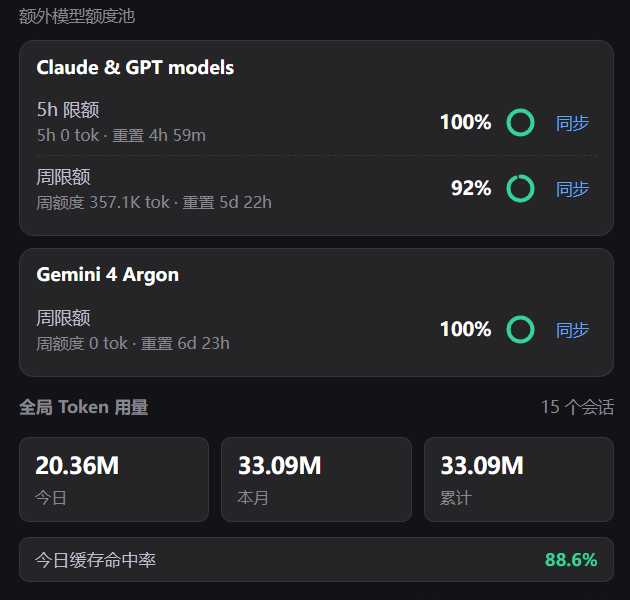 额外模型额度池
Claude & GPT models
5h 限额
5h 0 tok · 重置 4h 59m
100%
同步
周限额
周额度 357.1K tok · 重置 5d 22h
92%
同步
Gemini 4 Argon
周限额
周额度 0 tok · 重置 6d 23h
100%
同步
全局 Token 用量
15 个会话
20.36M
今日
33.09M
本月
33.09M
累计
今日缓存命中率
88.6%